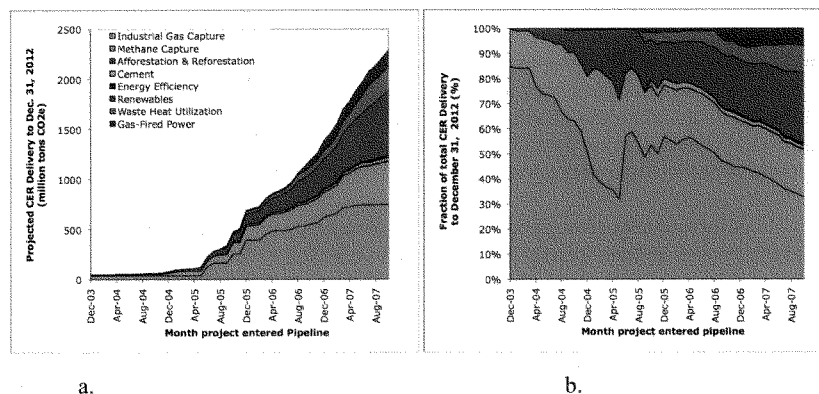 2500
2000
1500
1000
500
0
Projected CER Delivery to Dec. 31, 2012
(million tons CO2e)
Industrial Gas Capture
Methane Capture
Afforestation & Reforestation
Cement
Energy Efficiency
Renewables
Waste Heat Utilization
Gas-Fired Power
Dec-03
Apr-04
Aug-04
Dec-04
Apr-05
Aug-05
Dec-05
Apr-06
Aug-06
Dec-06
Apr-07
Aug-07
Month project entered Pipeline
a.
100%
90%
80%
70%
60%
50%
40%
30%
20%
10%
0%
Fraction of total CER Delivery
to December 31, 2012 (%)
Dec-03
Apr-04
Aug-04
Dec-04
Apr-05
Aug-05
Dec-05
Apr-06
Aug-06
Dec-06
Apr-07
Aug-07
Month project entered pipeline
b.